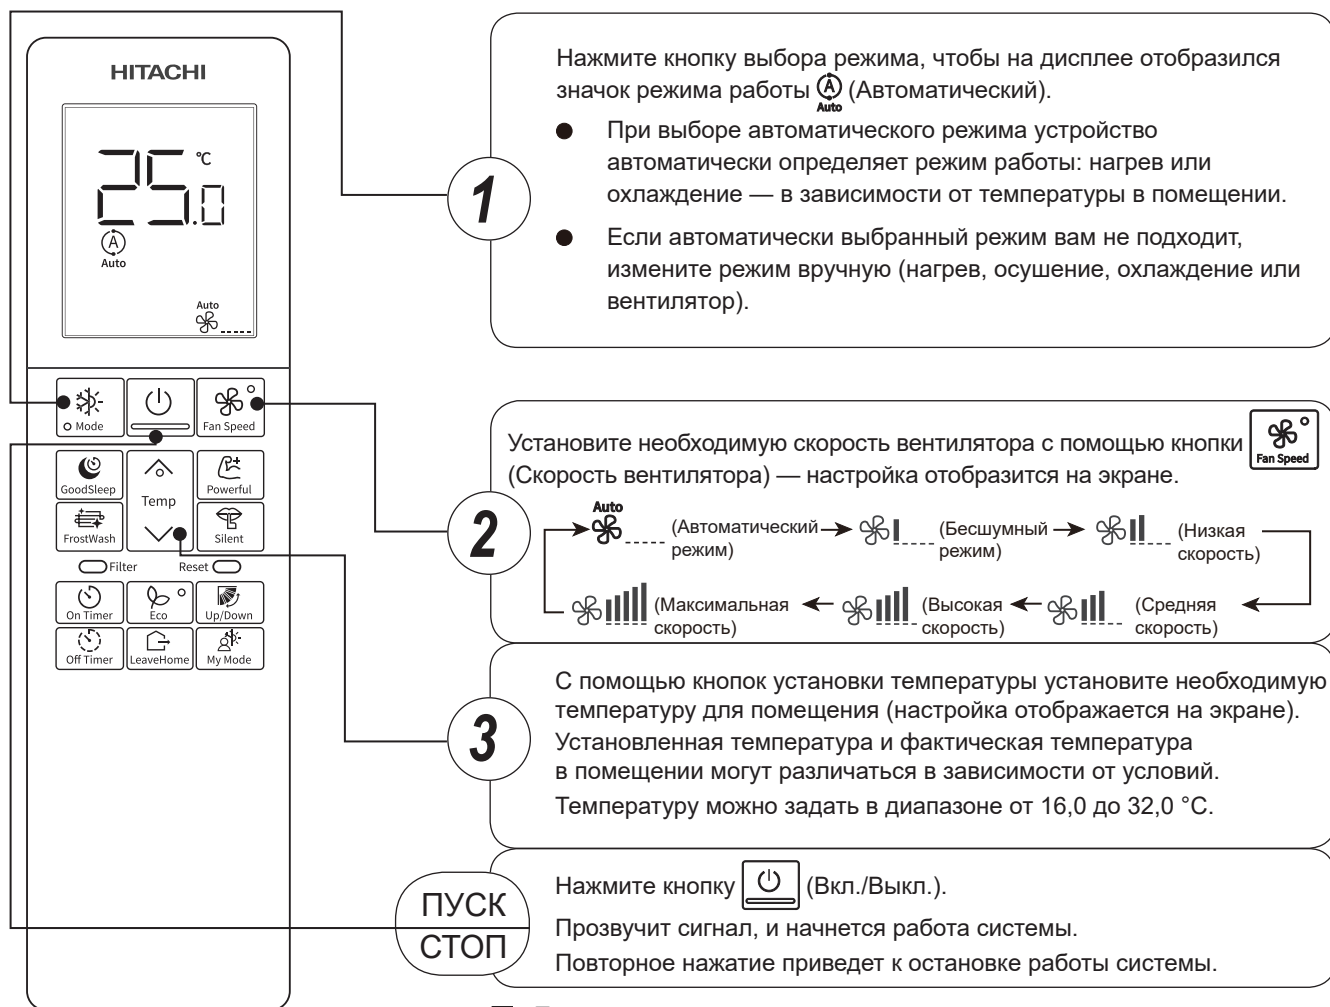 HITACHI
25.0 °C
A
Auto
Auto
Mode
Fan Speed
GoodSleep
Temp
Powerful
FrostWash
Silent
Filter
Reset
On Timer
Eco
Up/Down
Off Timer
LeaveHome
My Mode
1
Нажмите кнопку выбора режима, чтобы на дисплее отобразился
значок режима работы A Auto (Автоматический).
● При выборе автоматического режима устройство
автоматически определяет режим работы: нагрев или
охлаждение — в зависимости от температуры в помещении.
● Если автоматически выбранный режим вам не подходит,
измените режим вручную (нагрев, осушение, охлаждение или
вентилятор).
2
Установите необходимую скорость вентилятора с помощью кнопки Fan Speed
(Скорость вентилятора) — настройка отобразится на экране.
Auto
(Автоматический
режим)
(Бесшумный
режим)
(Низкая
скорость)
(Максимальная
скорость)
(Высокая
скорость)
(Средняя
скорость)
3
С помощью кнопок установки температуры установите необходимую
температуру для помещения (настройка отображается на экране).
Установленная температура и фактическая температура
в помещении могут различаться в зависимости от условий.
Температуру можно задать в диапазоне от 16,0 до 32,0 °C.
ПУСК
СТОП
Нажмите кнопку (Вкл./Выкл.).
Прозвучит сигнал, и начнется работа системы.
Повторное нажатие приведет к остановке работы системы.